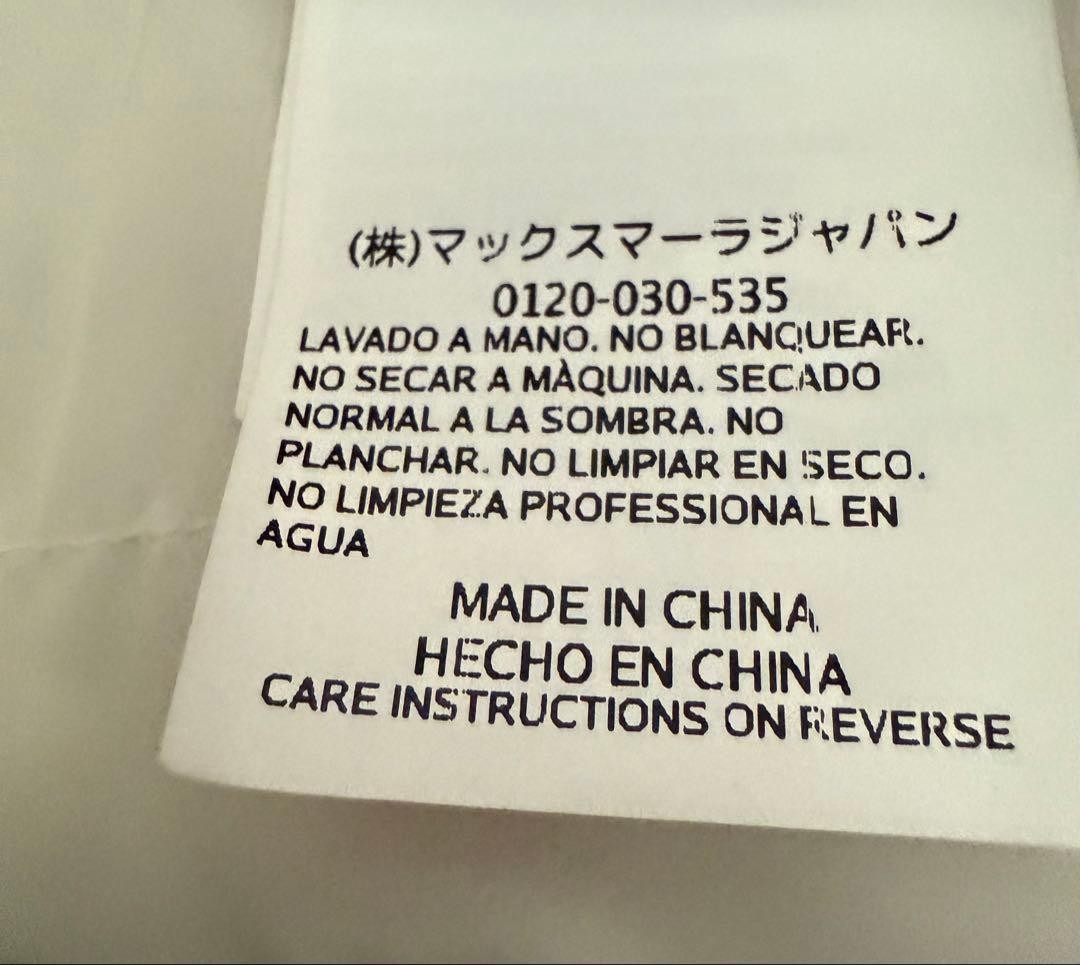 (株)マックスマーラジャパン
0120-030-535
LAVADO A MANO. NO BLANQUEAR.
NO SECAR A MÀQUINA. SECADO
NORMAL A LA SOMBRA. NO
PLANCHAR. NO LIMPIAR EN SECO.
NO LIMPIEZA PROFESSIONAL EN
AGUA
MADE IN CHINA
HECHO EN CHINA
CARE INSTRUCTIONS ON REVERSE